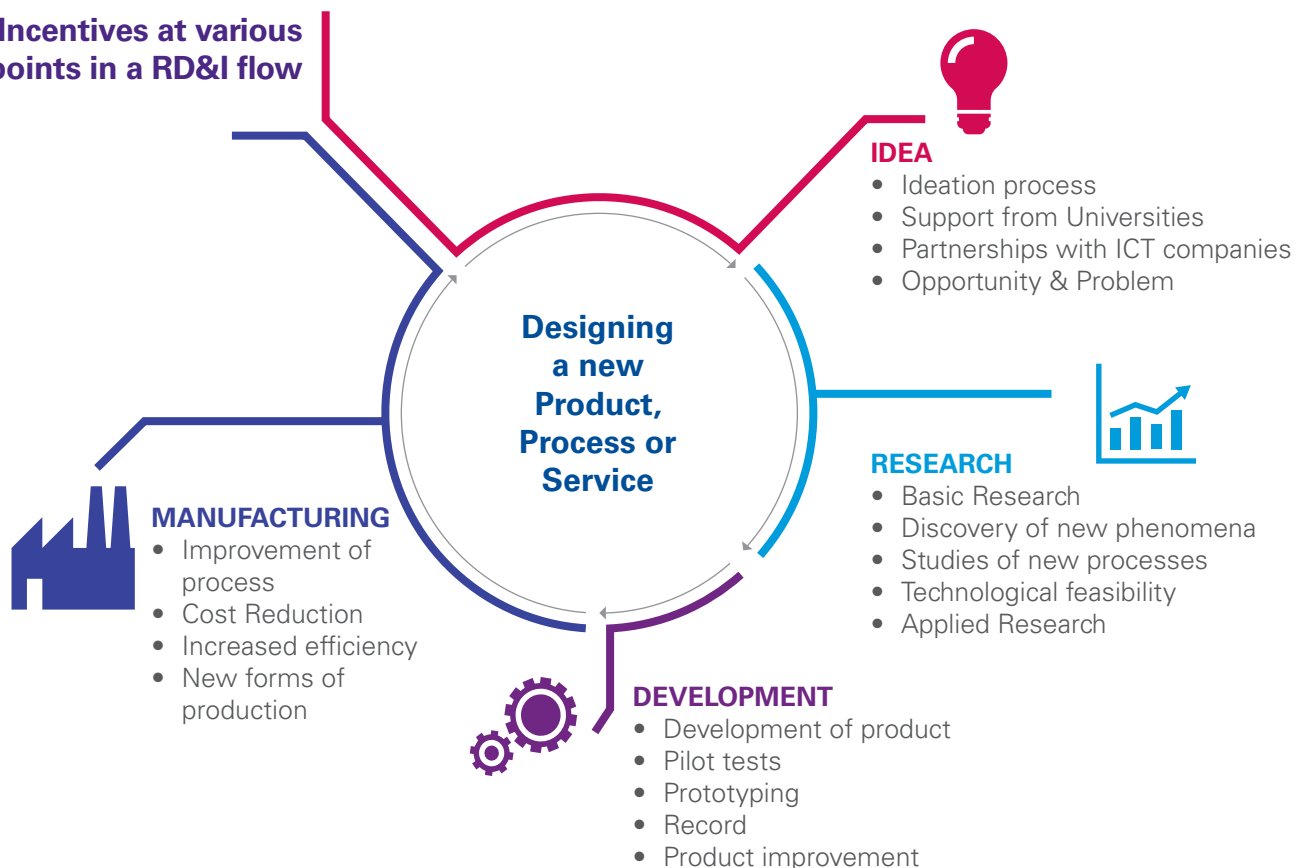 Incentives at various
points in a RD&I flow
IDEA
• Ideation process
• Support from Universities
• Partnerships with ICT companies
• Opportunity & Problem
Designing
a new
Product,
Process or
Service
RESEARCH
• Basic Research
• Discovery of new phenomena
• Studies of new processes
• Technological feasibility
• Applied Research
MANUFACTURING
• Improvement of
process
• Cost Reduction
• Increased efficiency
• New forms of
production
DEVELOPMENT
• Development of product
• Pilot tests
• Prototyping
• Record
• Product improvement